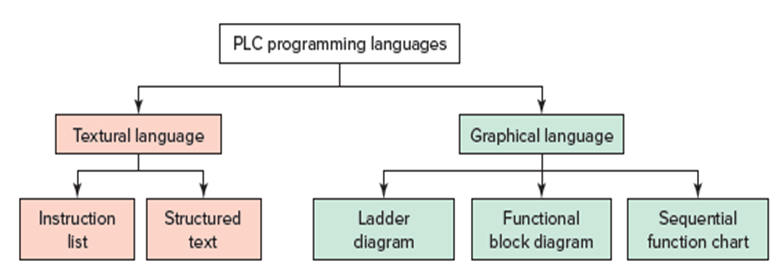 PLC programming languages
Textural language
Graphical language
Instruction
list
Structured
text
Ladder
diagram
Functional
block diagram
Sequential
function chart